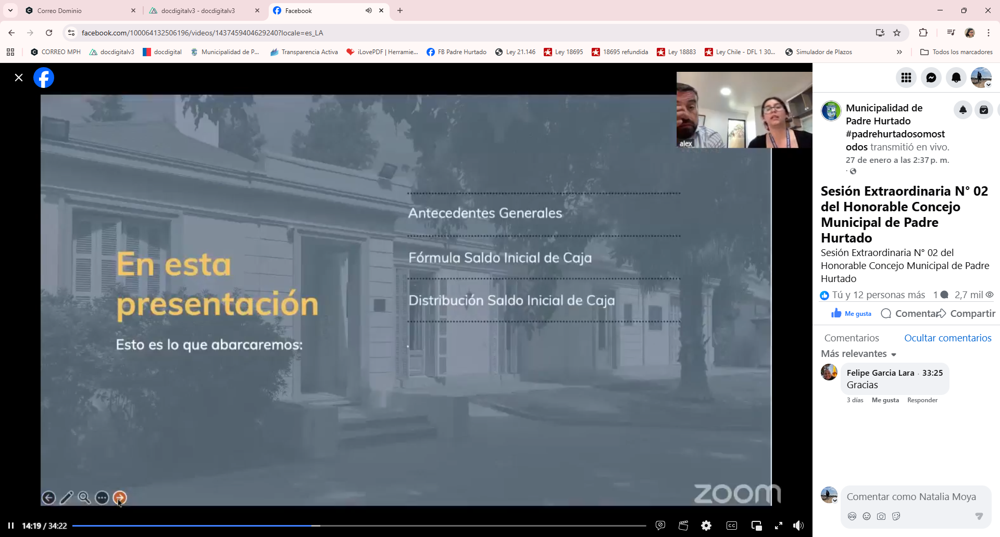 Correo Dominio
docdigitalv3 - docdigitalv3
Facebook
facebook.com/100064132506196/videos/1437459404629240?locale=es_LA
CORREO MPH
docdigitalv3
docdigital
Municipalidad de P...
Transparencia Activa
iLovePDF | Herramie...
FB Padre Hurtado
Ley 21.146
Ley 18695
18695 refundida
Ley 18883
Ley Chile - DFL 1 30...
Simulador de Plazos
Todos los marcadores
alex
En esta
presentación
Esto es lo que abarcaremos:
Antecedentes Generales
Fórmula Saldo Inicial de Caja
Distribución Saldo Inicial de Caja
zoom
14:19 / 34:22
CC
Municipalidad de
Padre Hurtado
#padrehurtadosomost
odos transmitió en vivo.
27 de enero a las 2:37 p. m.
·
Sesión Extraordinaria N° 02
del Honorable Concejo
Municipal de Padre
Hurtado
Sesión Extraordinaria N° 02 del
Honorable Concejo Municipal de Padre
Hurtado
Tú y 12 personas más 1 2,7 mil
Me gusta Comentar Compartir
Comentarios Ocultar comentarios
Más relevantes
Felipe Garcia Lara · 33:25
Gracias
3 días Me gusta Responder
Comentar como Natalia Moya